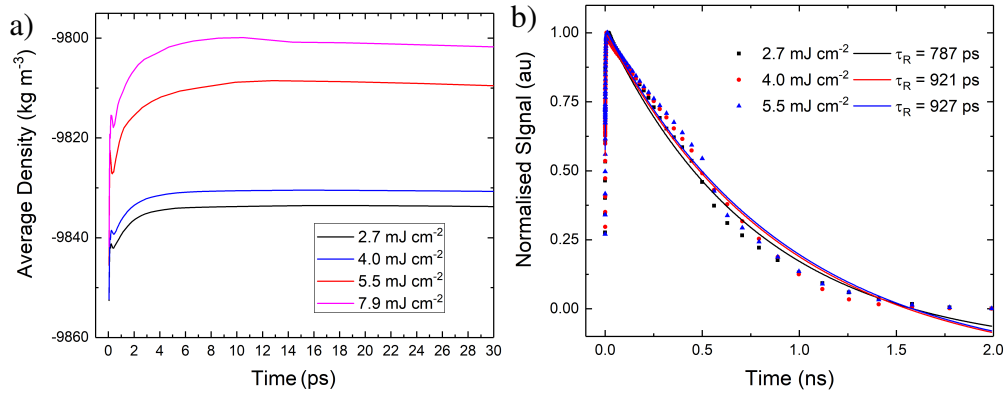 a)
Average Density (kg m-3)
-9800
-9820
-9840
-9860
0 2 4 6 8 10 12 14 16 18 20 22 24 26 28 30
Time (ps)
2.7 mJ cm-2
4.0 mJ cm-2
5.5 mJ cm-2
7.9 mJ cm-2
b)
Normalised SIgnal (au)
1.00
0.75
0.50
0.25
0.00
0.0 0.5 1.0 1.5 2.0
Time (ns)
2.7 mJ cm-2 τR = 787 ps
4.0 mJ cm-2 τR = 921 ps
5.5 mJ cm-2 τR = 927 ps